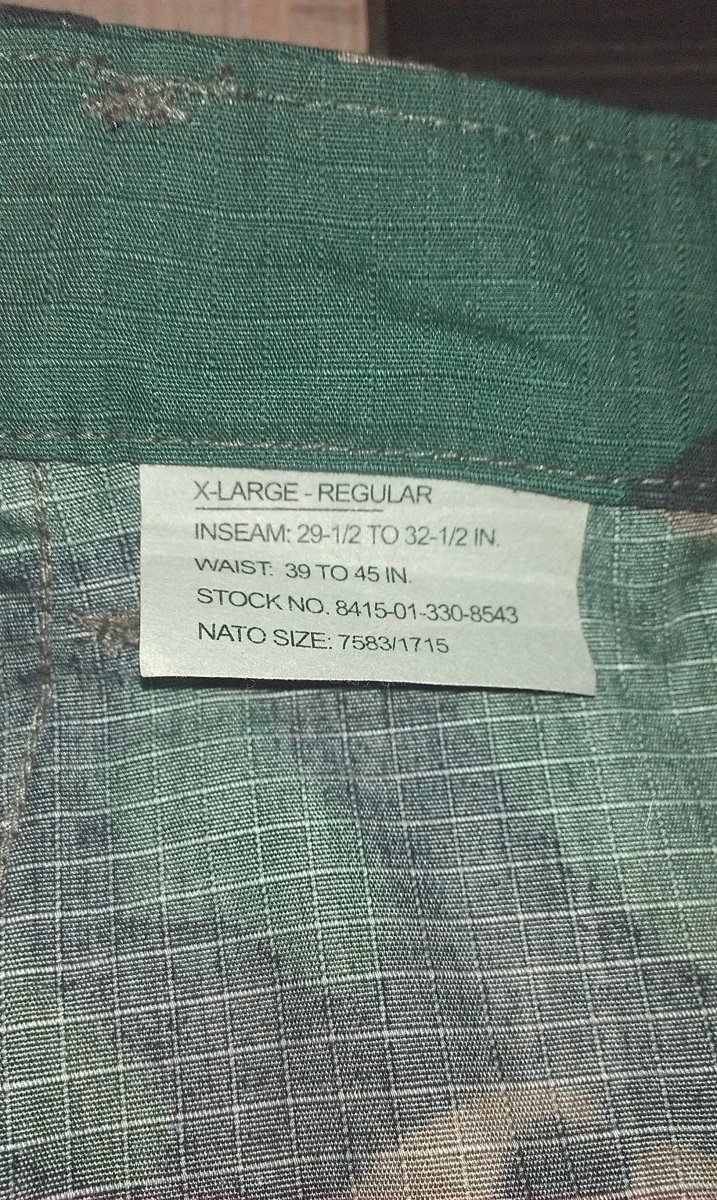 X-LARGE - REGULAR
INSEAM: 29-1/2 TO 32-1/2 IN.
WAIST: 39 TO 45 IN.
STOCK NO. 8415-01-330-8543
NATO SIZE: 7583/1715